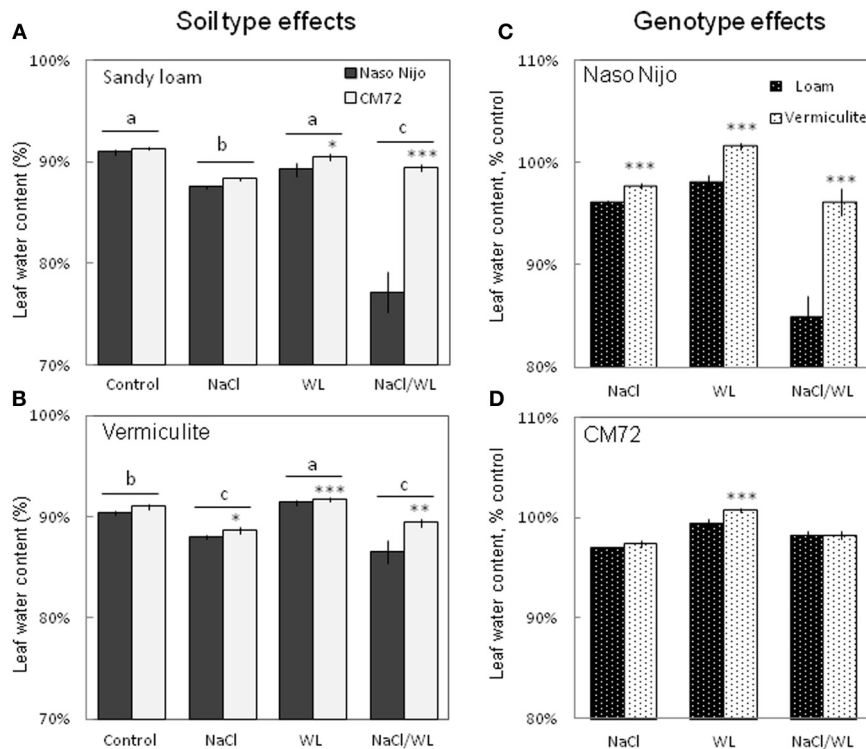 Soil type effects
Genotype effects
A
100%
90%
80%
70%
Leaf water content (%)
Sandy loam
Naso Nijo
CM72
a
b
a
c
*
***
Control
NaCl
WL
NaCl/WL
B
100%
90%
80%
70%
Leaf water content (%)
Vermiculite
b
c
a
c
*
***
**
Control
NaCl
WL
NaCl/WL
C
110%
100%
90%
80%
Leaf water content, % control
Naso Nijo
Loam
Vermiculite
***
***
***
NaCl
WL
NaCl/WL
D
110%
100%
90%
80%
Leaf water content, % control
CM72
***
NaCl
WL
NaCl/WL